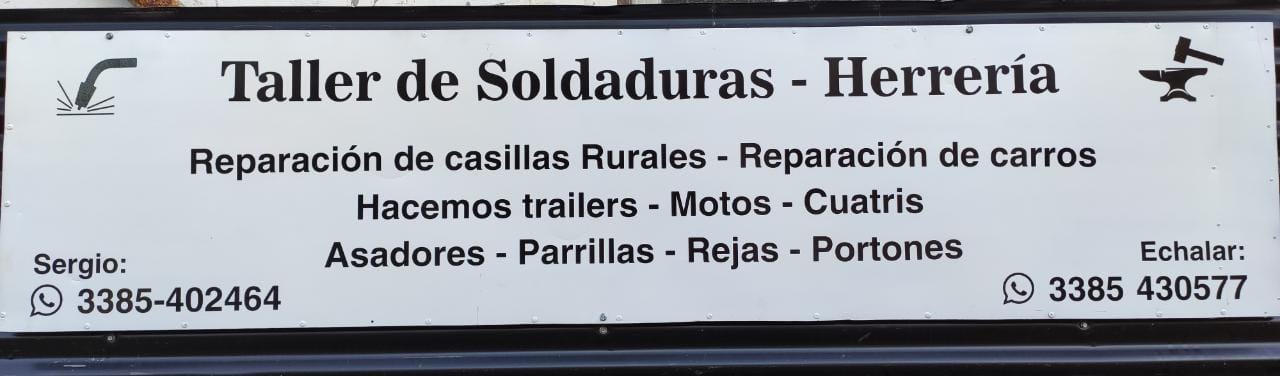 Taller de Soldaduras - Herrería
Reparación de casillas Rurales - Reparación de carros
Hacemos trailers - Motos - Cuatris
Asadores - Parrillas - Rejas - Portones
Sergio:
3385-402464
Echalar:
3385 430577